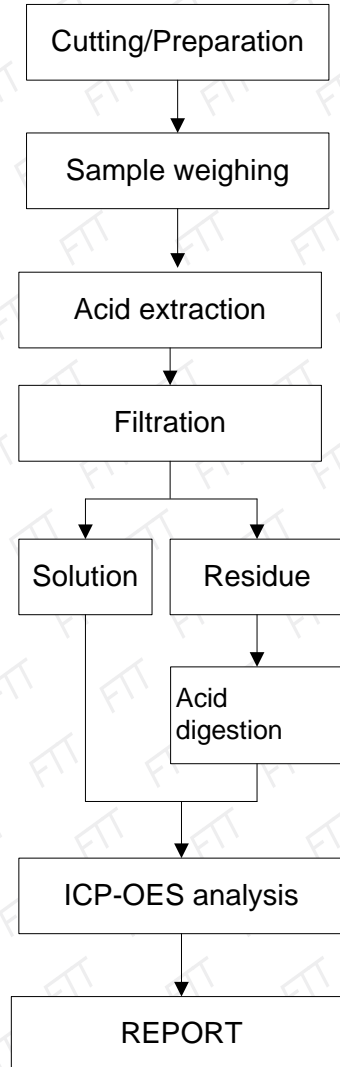 Cutting/Preparation
Sample weighing
Acid extraction
Filtration
Solution
Residue
Acid
digestion
ICP-OES analysis
REPORT